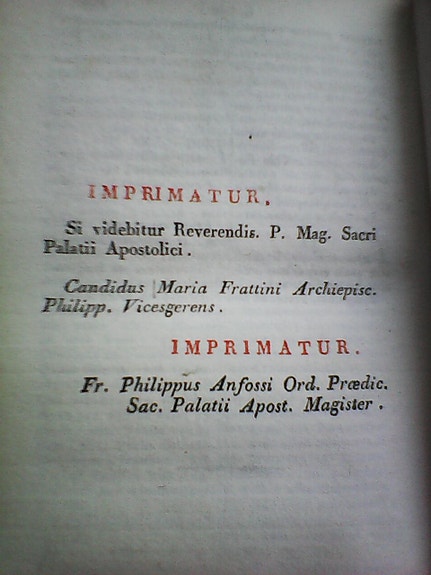 IMPRIMATUR.
Si videbitur Reverendis. P. Mag. Sacri
Palatii Apostolici.
Candidus Maria Frattini Archiepisc.
Philipp. Vicesgerens.
IMPRIMATUR.
Fr. Philippus Anfossi Ord. Prædic.
Sac. Palatii Apost. Magister.